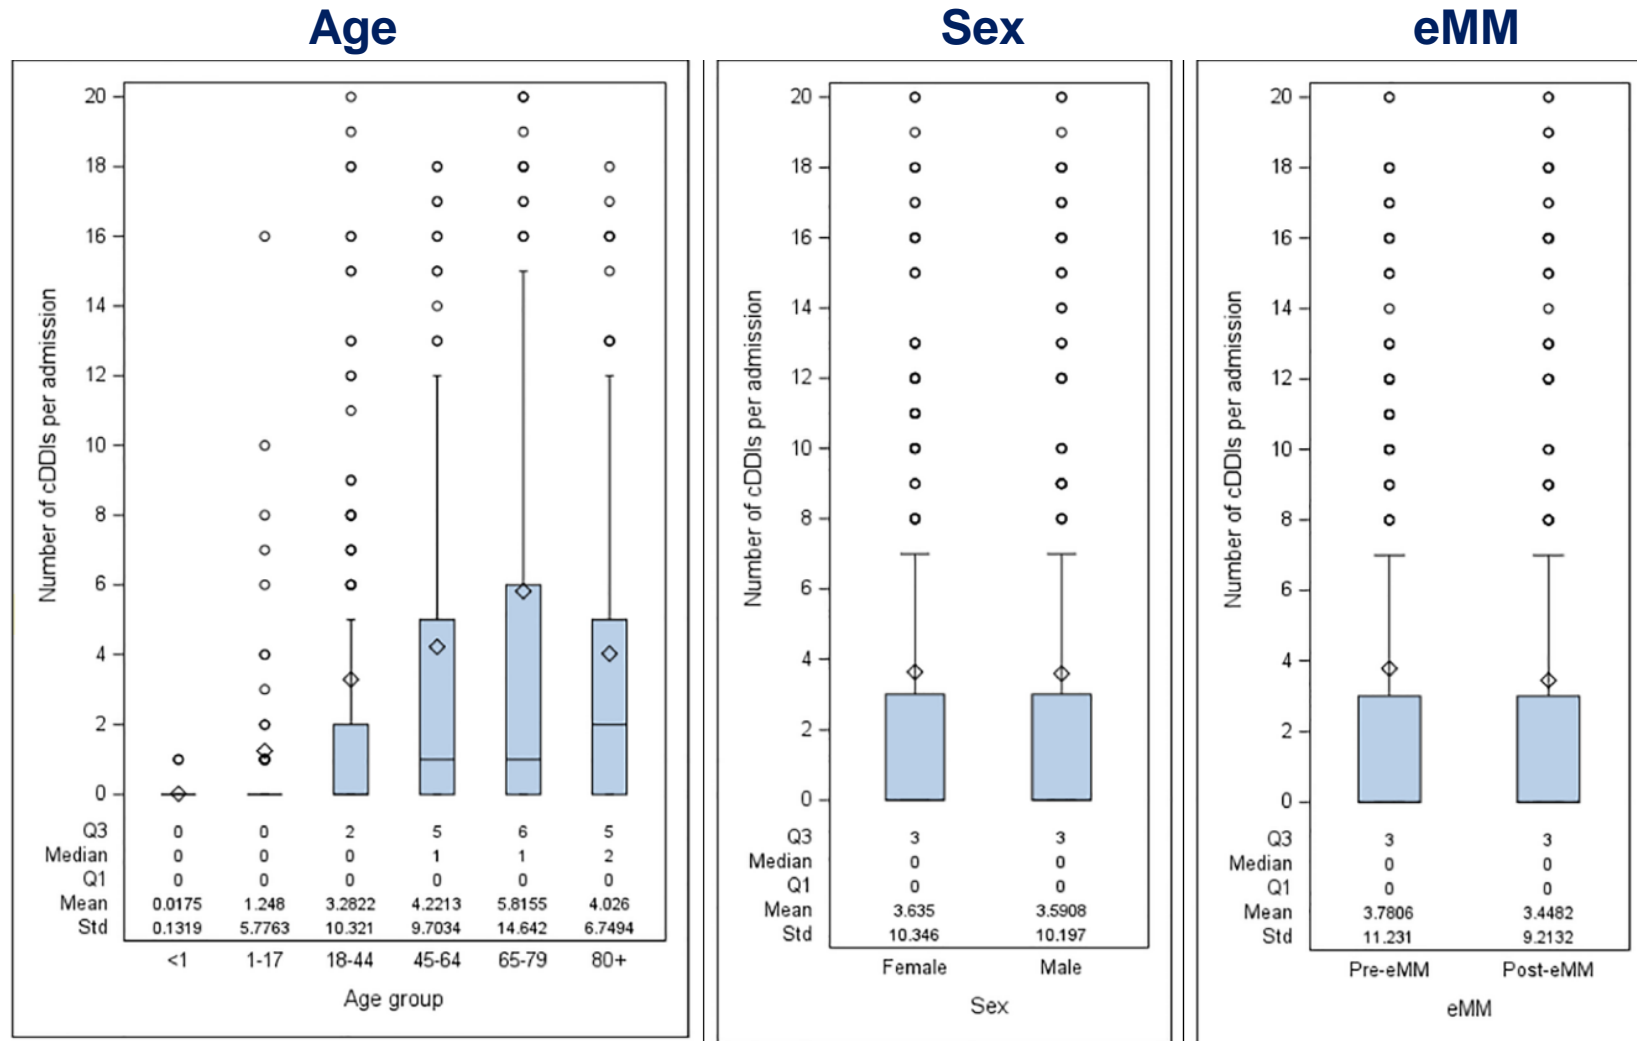 Age
20
18
16
14
12
10
8
6
4
2
0
Number of cDDIs per admission
Q3 0 0 2 5 6 5
Median 0 0 0 1 1 2
Q1 0 0 0 0 0 0
Mean 0.0175 1.248 3.2822 4.2213 5.8155 4.026
Std 0.1319 5.7763 10.321 9.7034 14.642 6.7494
<1 1-17 18-44 45-64 65-79 80+
Age group
Sex
20
18
16
14
12
10
8
6
4
2
0
Number of cDDIs per admission
Q3 3 3
Median 0 0
Q1 0 0
Mean 3.635 3.5908
Std 10.346 10.197
Female Male
Sex
eMM
20
18
16
14
12
10
8
6
4
2
0
Number of cDDIs per admission
Q3 3 3
Median 0 0
Q1 0 0
Mean 3.7806 3.4482
Std 11.231 9.2132
Pre-eMM Post-eMM
eMM